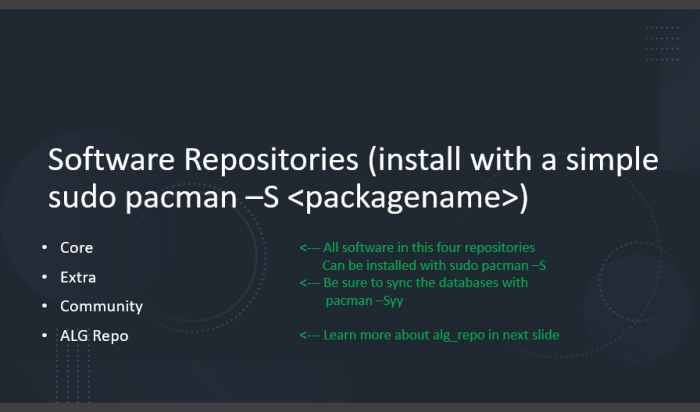 Software Repositories (install with a simple
sudo pacman –S <packagename>)
• Core
• Extra
• Community
• ALG Repo
<--- All software in this four repositories
Can be installed with sudo pacman –S
<--- Be sure to sync the databases with
pacman –Syy
<--- Learn more about alg_repo in next slide